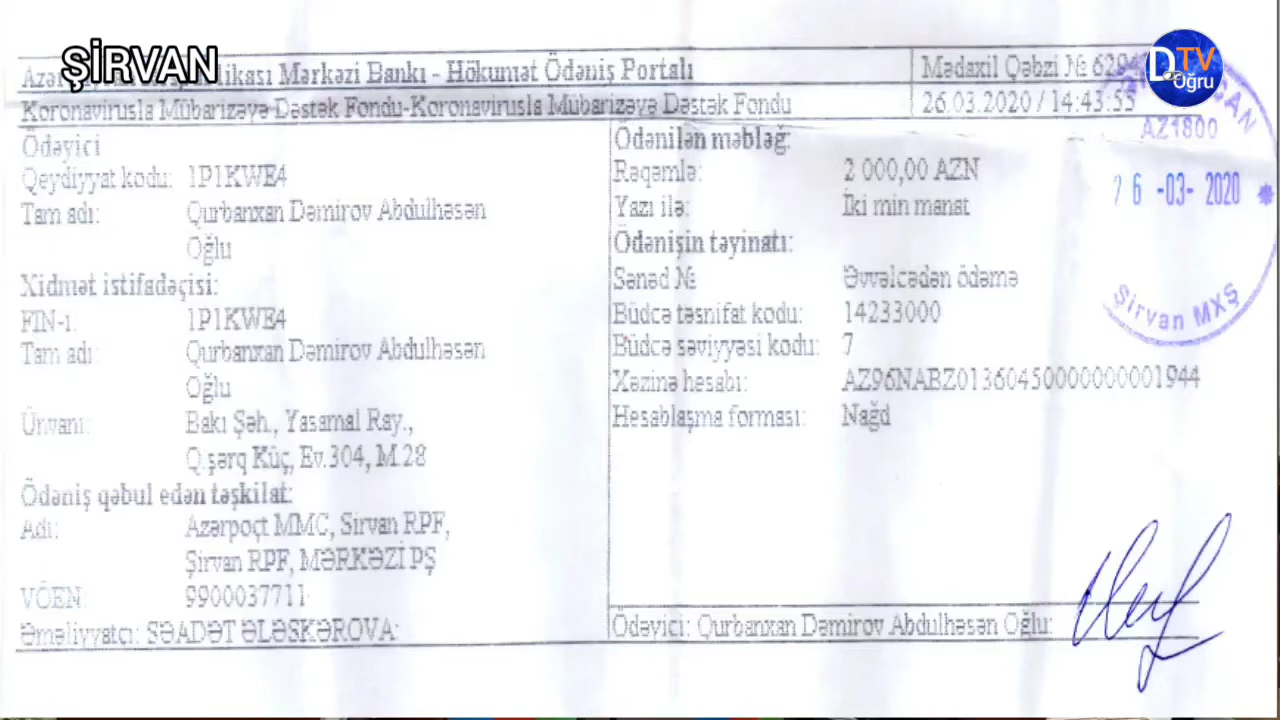 ŞİRVAN
DTV
Doğru
Mərkəzi Bankı - Hökumət Ödəniş Portalı
Mədaxil Qəbzi №
Koronavirusla Mübarizəyə Dəstək Fondu-Koronavirusla Mübarizəyə Dəstək Fondu
26.03.2020 / 14:43:55
Ödəyici
Qeydiyyat kodu: 1P1KWE4
Tam adı: Qurbanxan Dəmirov Abdulhəsən
Oğlu
Xidmət istifadəçisi:
FIN-ı: 1P1KWE4
Tam adı: Qurbanxan Dəmirov Abdulhəsən
Oğlu
Ünvanı: Bakı Şəh., Yasamal Ray.,
Q.şərq Küç, Ev.304, M.28
Ödəniş qəbul edən təşkilat:
Adı: Azərpoçt MMC, Şirvan RPF,
Şirvan RPF, MƏRKƏZİ PŞ
VÖEN: 9900037711
Əməliyyatçı: SƏADƏT ƏLƏSKƏROVA
Ödənilən məbləğ:
Rəqəmlə: 2 000,00 AZN
Yazı ilə: İki min manat
Ödənişin təyinatı:
Sənəd № Əvvəlcədən ödəmə
Büdcə təsnifat kodu: 14233000
Büdcə səviyyəsi kodu: 7
Xəzinə hesabı: AZ96NABZ01360450000000001944
Hesablaşma forması: Nağd
Ödəyici: Qurbanxan Dəmirov Abdulhəsən Oğlu:
AZ1800
26 -03- 2020
Şirvan MXŞ